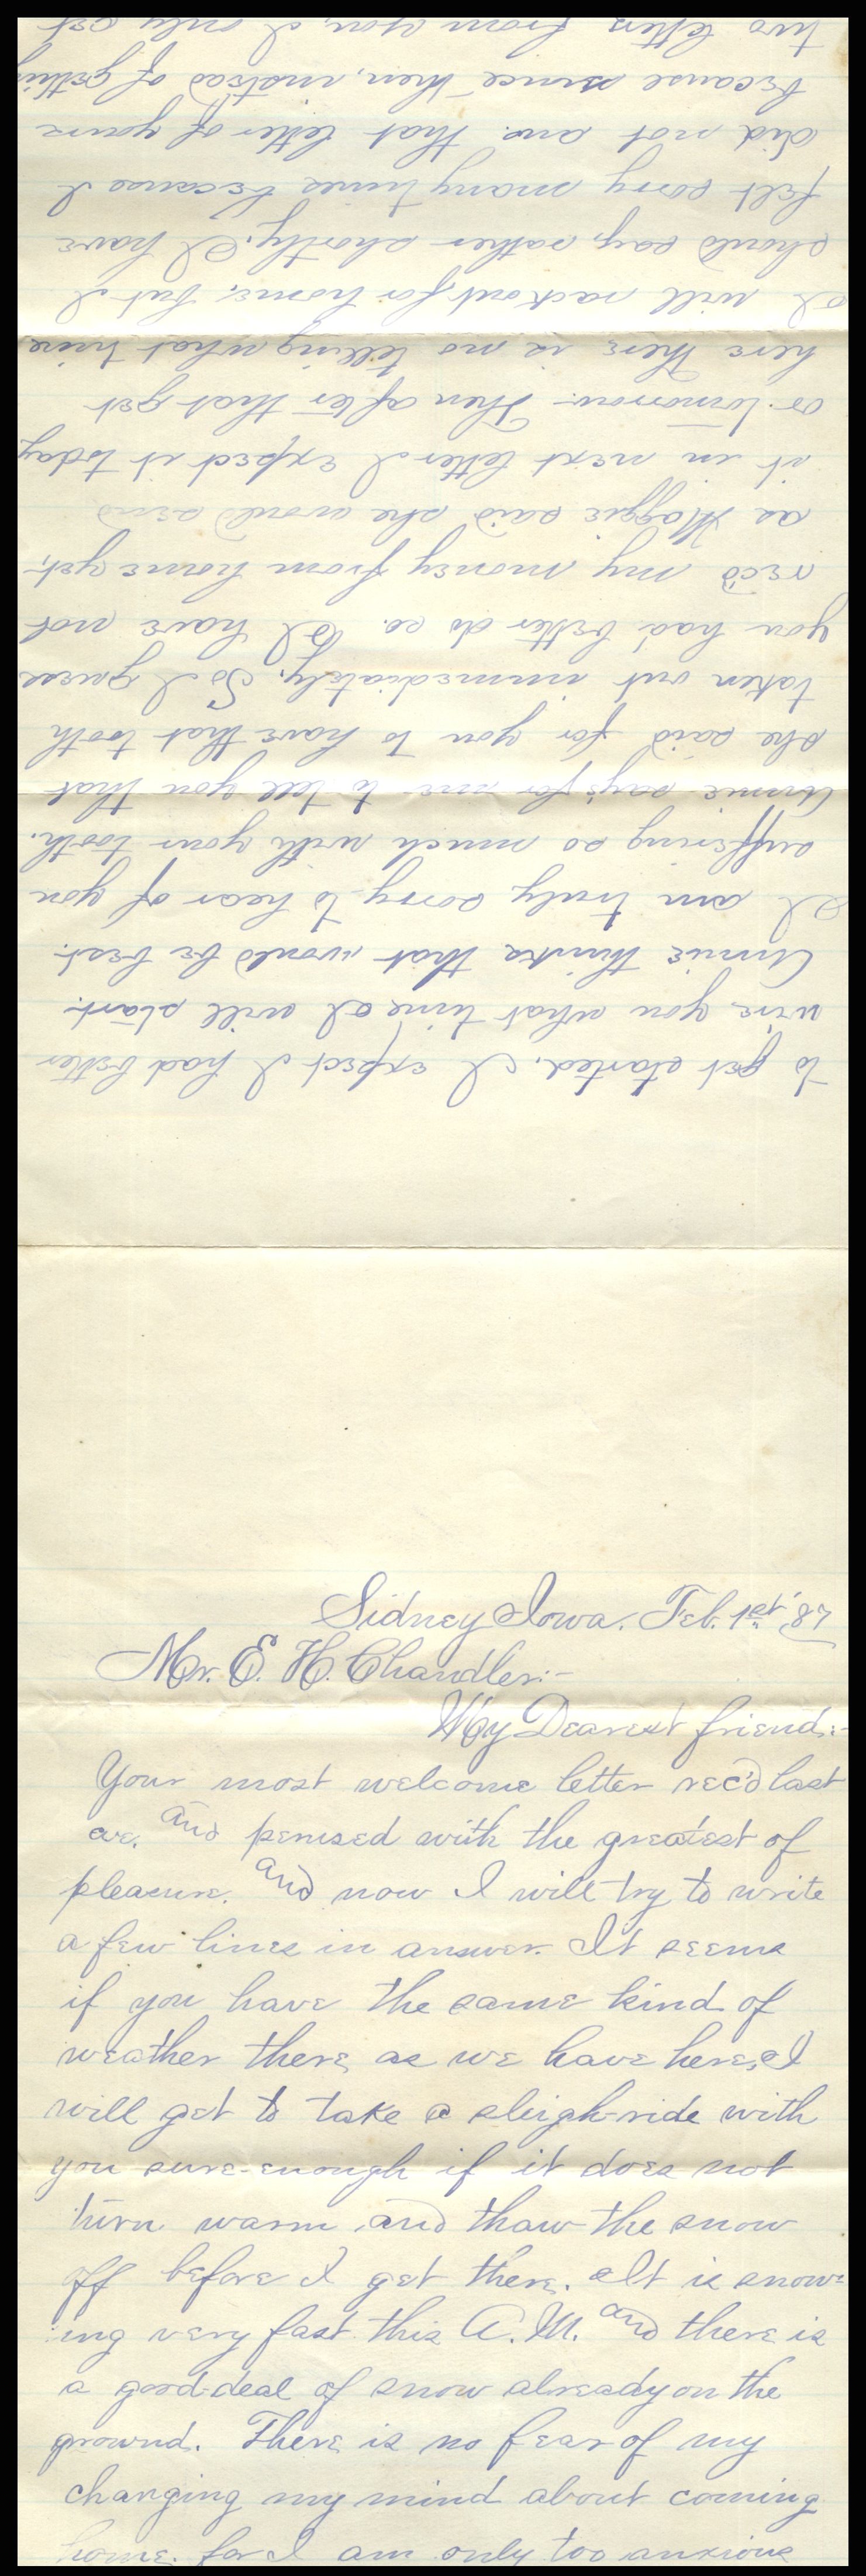 Sidney Iowa. Feb. 1st, '87
Mr. E. H. Chandler:-
My Dearest friend:-
Your most welcome letter rec'd last
eve. and perused with the greatest of
pleasure. and now I will try to write
a few lines in answer. It seems
if you have the same kind of
weather there as we have here, I
will get to take a sleigh-ride with
you sure-enough if it does not
turn warm and thaw the snow
off before I get there. It is snow-
ing very fast this A.M. and there is
a good-deal of snow already on the
ground. There is no fear of my
changing my mind about coming
home. for I am only too anxious
to get started. I expect I had better
wire you what time I will start.
Annie thinks that would be best.
I am truly sorry to hear of you
suffering so much with your tooth.
Annie says for me to tell you that
she said for you to have that tooth
taken out immediately. So I guess
you had better do so. I have not
rec'd my money from home yet,
as Maggie said she would send
it in next letter I expect it today
or tomorrow. Then after that get
here there is no telling what time
I will rack out for home, but I
should say, rather shortly. I have
felt sorry many times because I
did not ans. that letter of yours
because since then, instead of getting
two letters from you, I only get